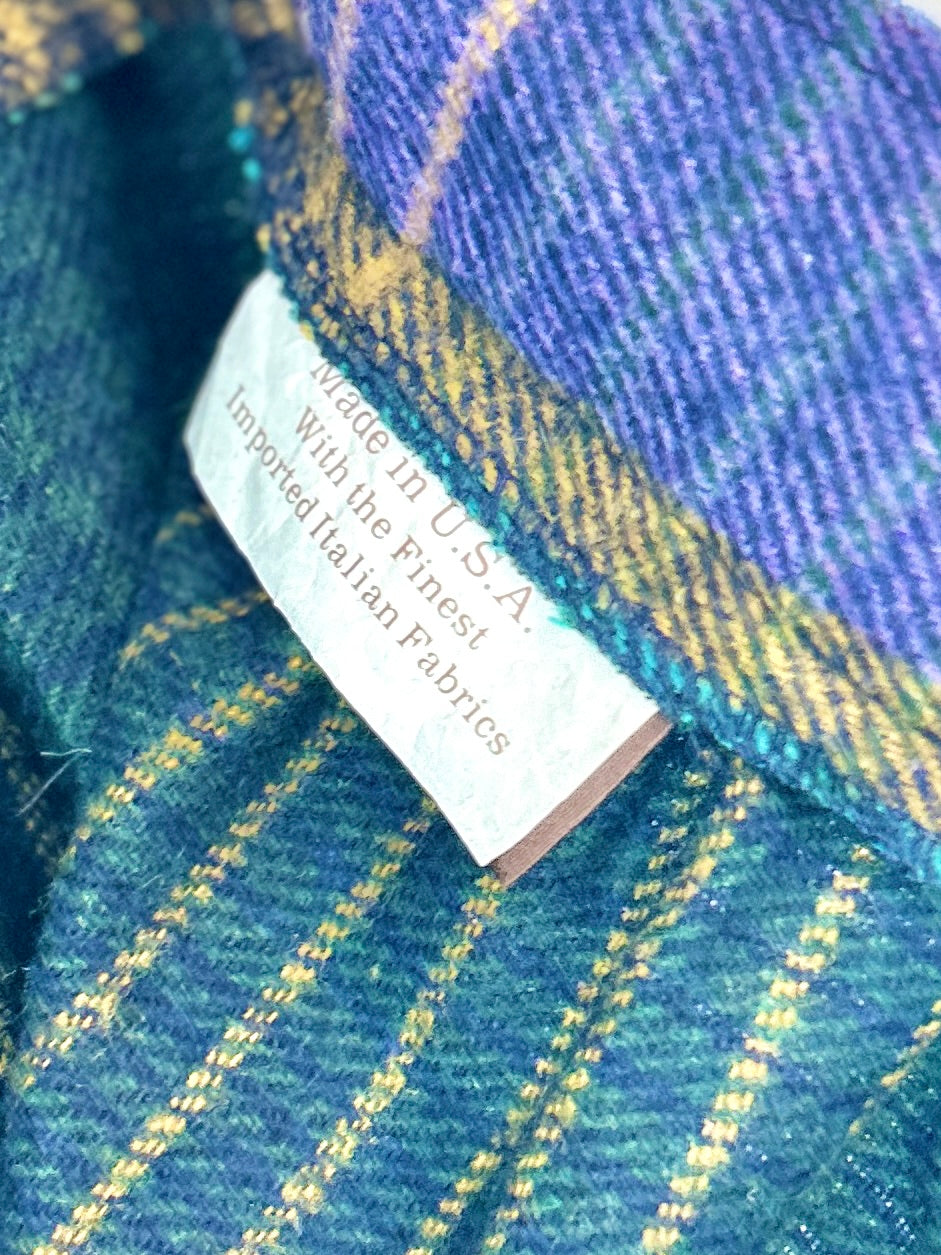 Made in U.S.A.
With the Finest
Imported Italian Fabrics